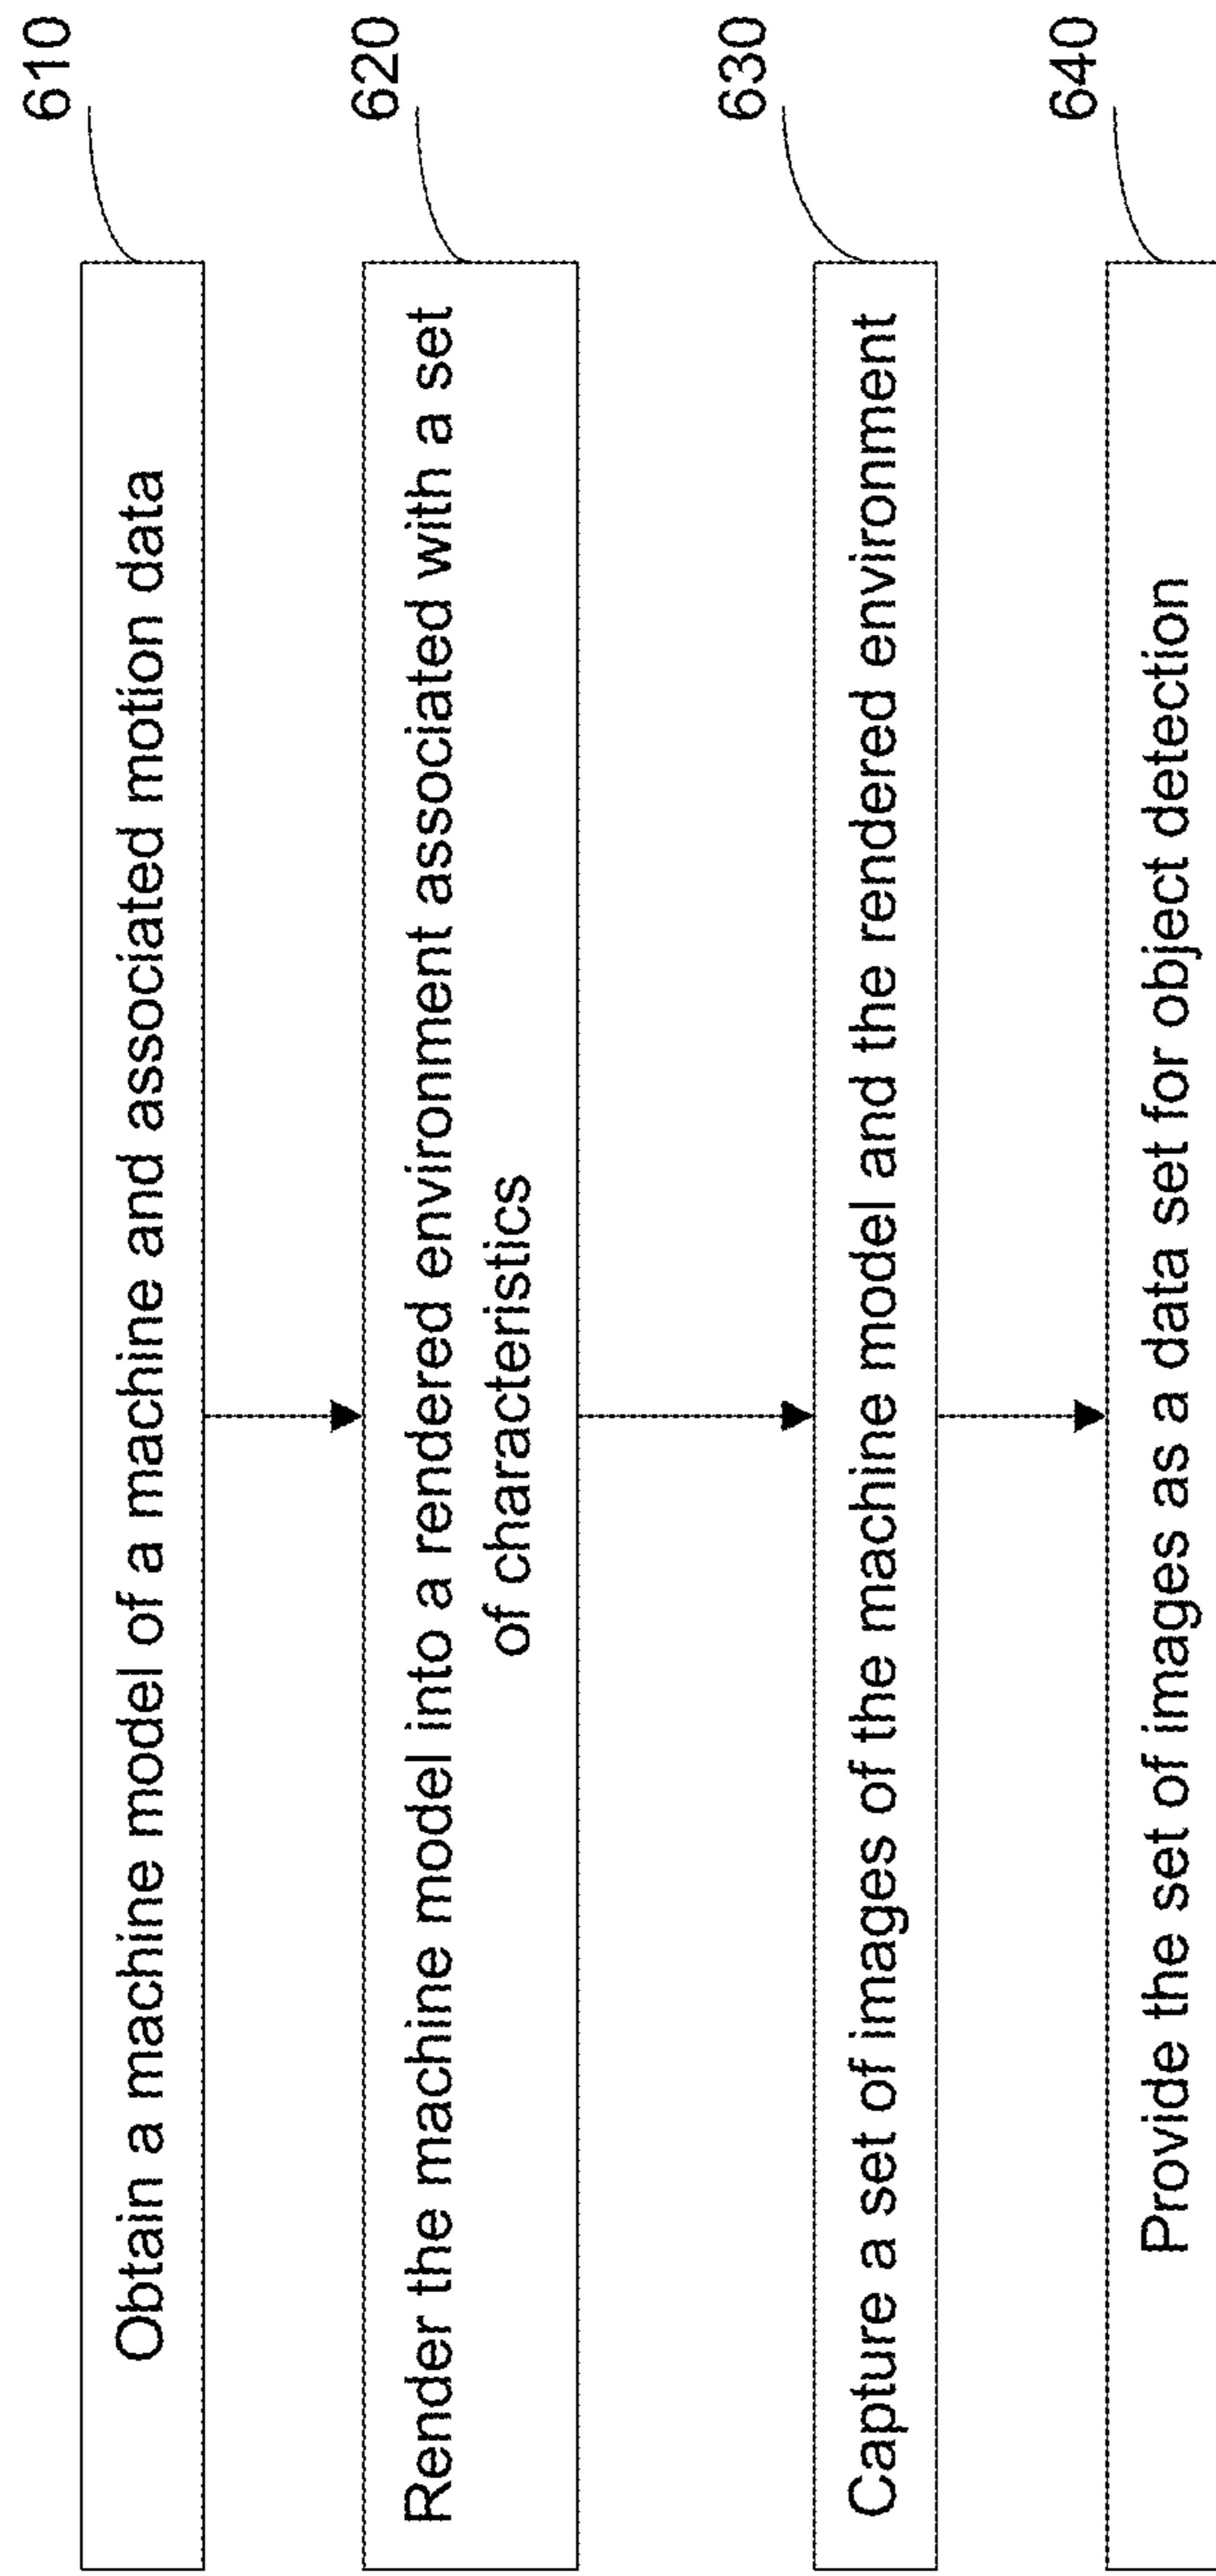 610
Obtain a machine model of a machine and associated motion data
620
Render the machine model into a rendered environment associated with a set
of characteristics
630
Capture a set of images of the machine model and the rendered environment
640
Provide the set of images as a data set for object detection